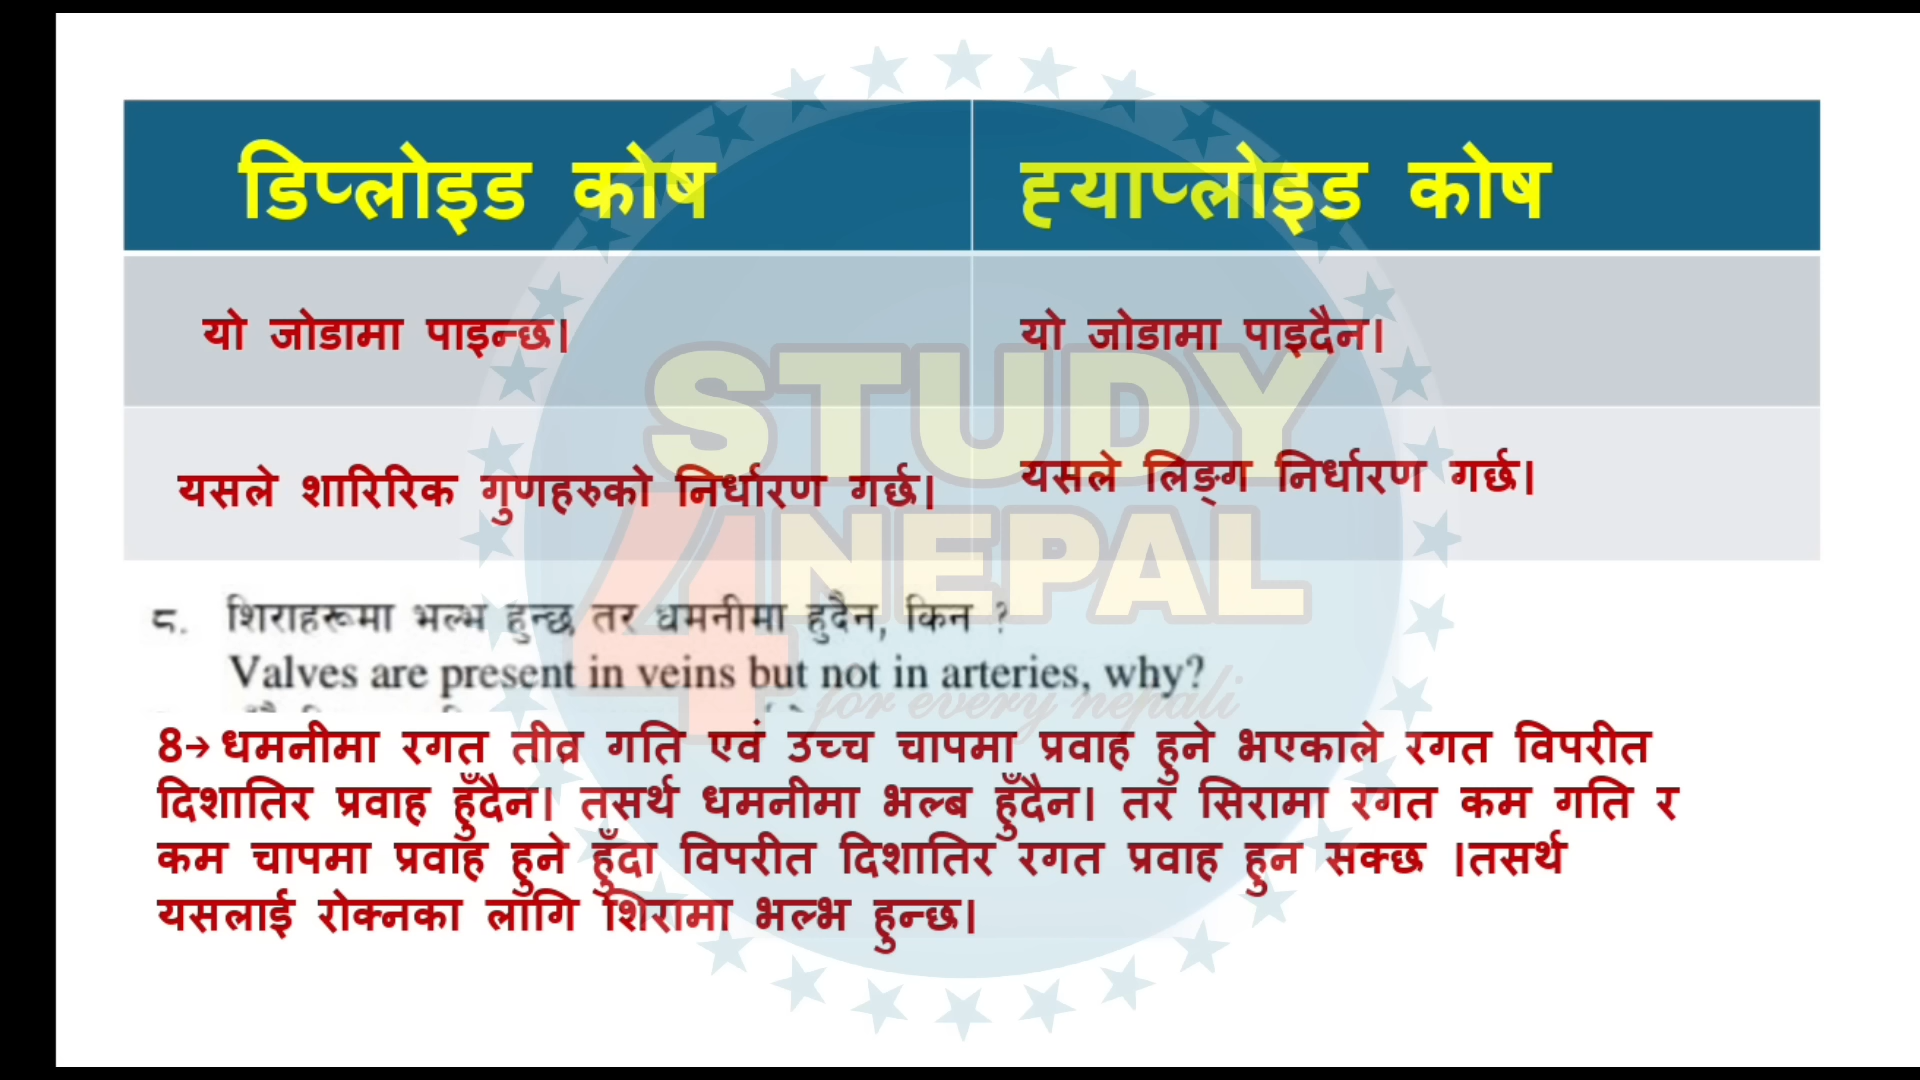 डिप्लोइड कोष
ह्याप्लोइड कोष
यो जोडामा पाइन्छ।
यो जोडामा पाइदैन।
यसले शारिरिक गुणहरुको निर्धारण गर्छ।
यसले लिङ्ग निर्धारण गर्छ।
STUDY
4 NEPAL
for every nepali
८. शिराहरूमा भल्भ हुन्छ तर धमनीमा हुदैन, किन ?
Valves are present in veins but not in arteries, why?
8→ धमनीमा रगत तीव्र गति एवं उच्च चापमा प्रवाह हुने भएकाले रगत विपरीत
दिशातिर प्रवाह हुँदैन। तसर्थ धमनीमा भल्ब हुँदैन। तर सिरामा रगत कम गति र
कम चापमा प्रवाह हुने हुँदा विपरीत दिशातिर रगत प्रवाह हुन सक्छ ।तसर्थ
यसलाई रोक्नका लागि शिरामा भल्भ हुन्छ।